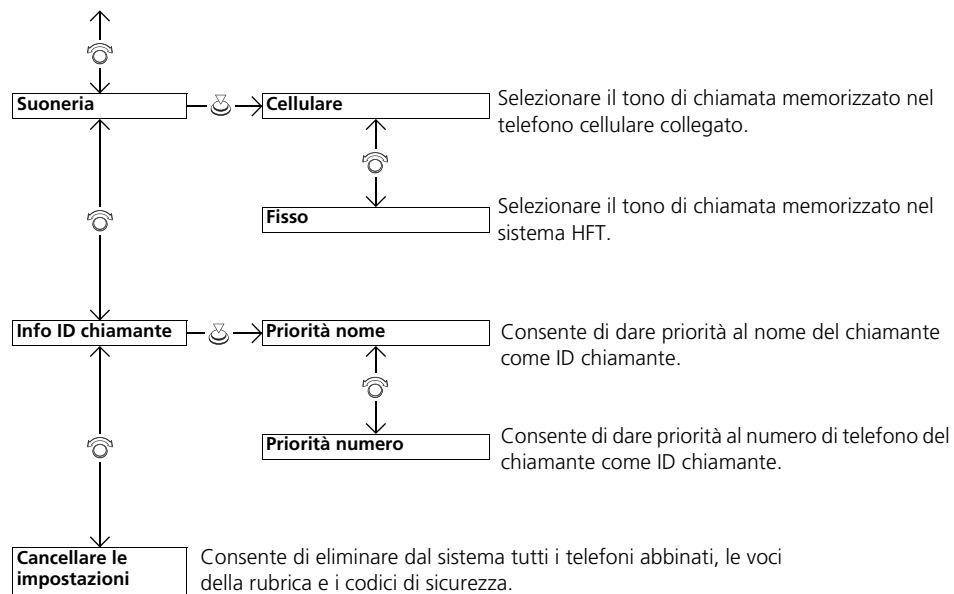 Suoneria
Cellulare
Selezionare il tono di chiamata memorizzato nel
telefono cellulare collegato.
Fisso
Selezionare il tono di chiamata memorizzato nel
sistema HFT.
Info ID chiamante
Priorità nome
Consente di dare priorità al nome del chiamante
come ID chiamante.
Priorità numero
Consente di dare priorità al numero di telefono del
chiamante come ID chiamante.
Cancellare le
impostazioni
Consente di eliminare dal sistema tutti i telefoni abbinati, le voci
della rubrica e i codici di sicurezza.